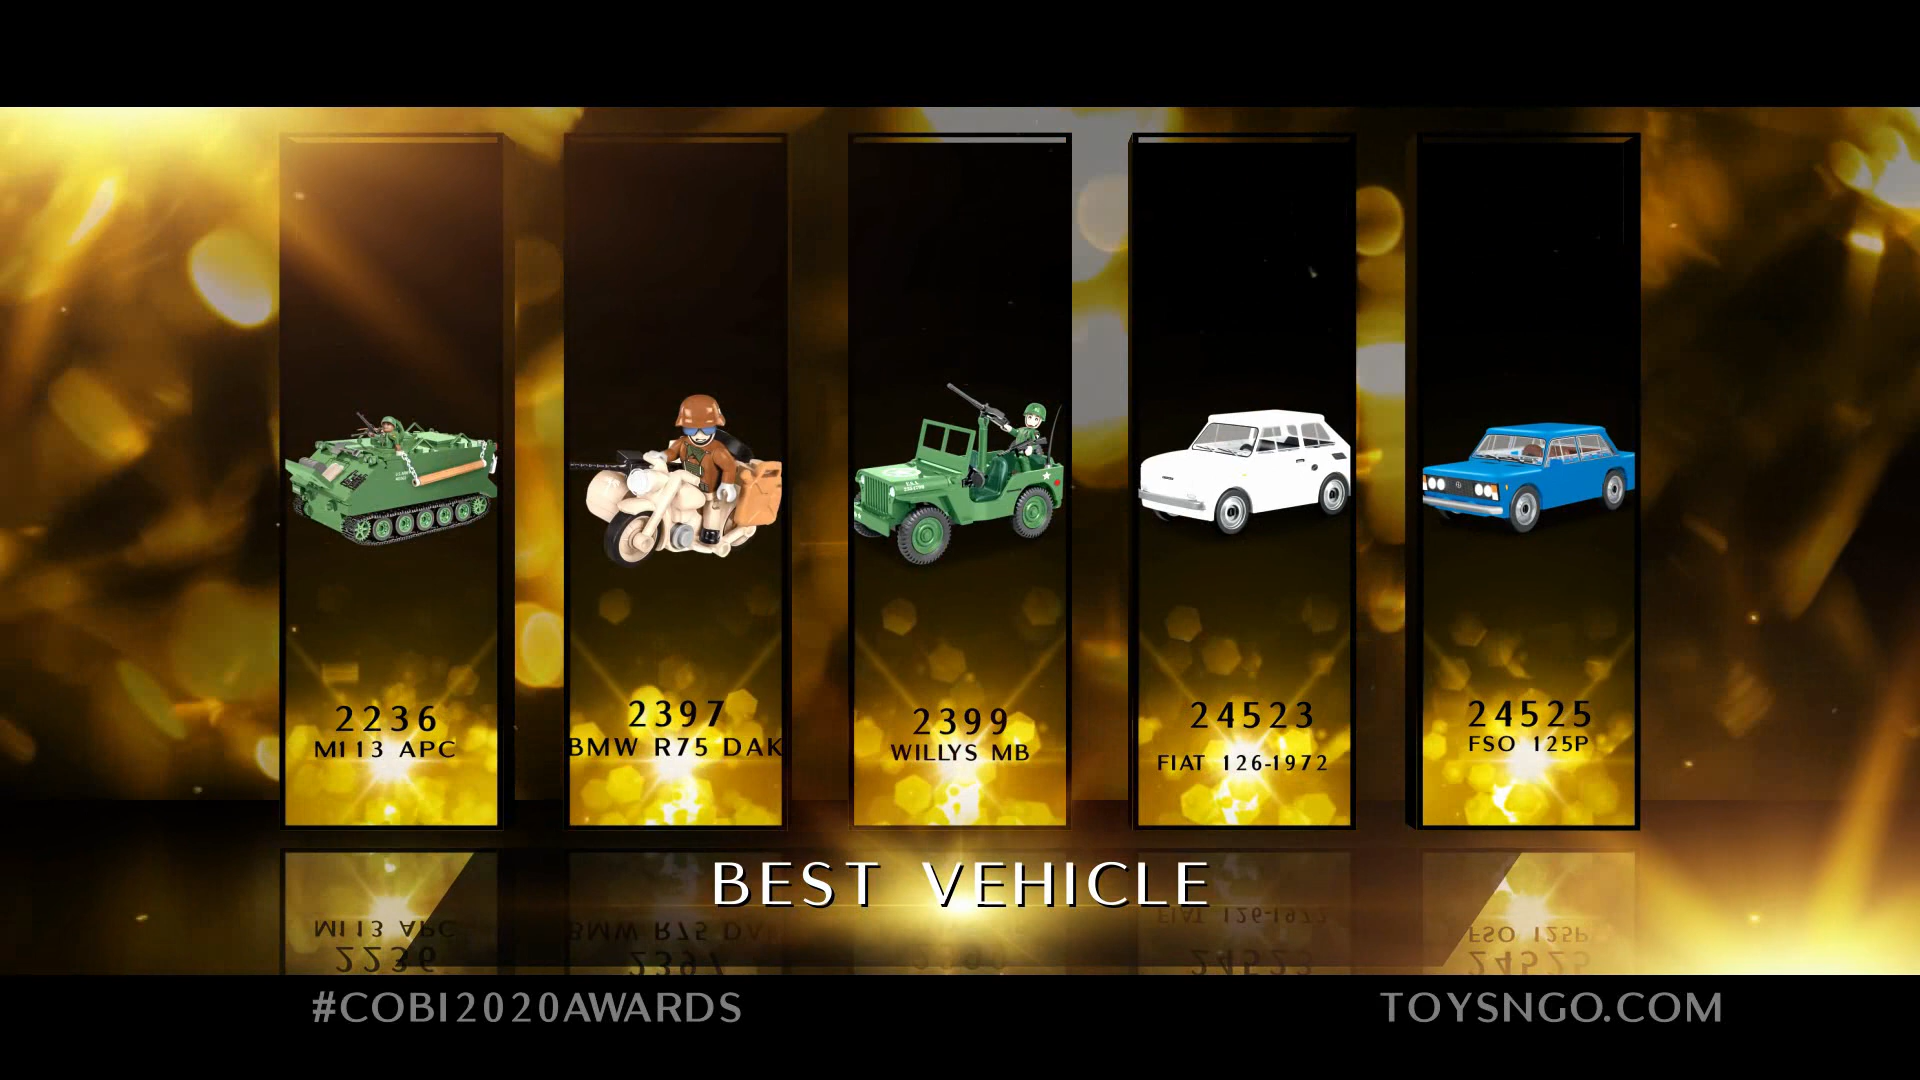 2236
M113 APC
2397
BMW R75 DAK
2399
WILLYS MB
24523
FIAT 126-1972
24525
FSO 125P
BEST VEHICLE
#COBI2020AWARDS
TOYSNGO.COM